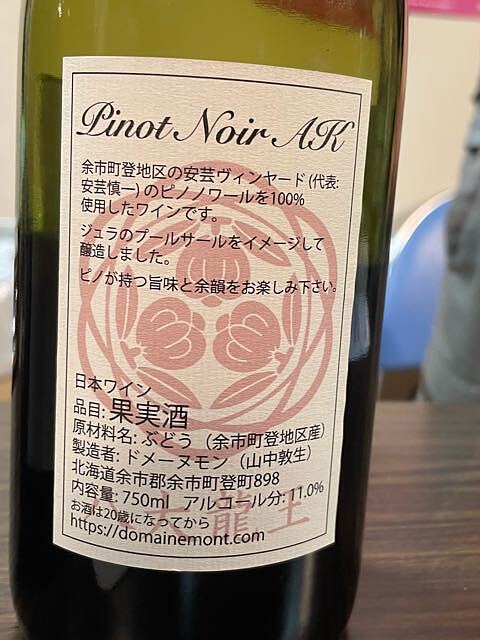 Pinot Noir AK
余市町登地区の安芸ヴィンヤード(代表:
安芸慎一)のピノノワールを100%
使用したワインです。
ジュラのプールサールをイメージして
醸造しました。
ピノが持つ旨味と余韻をお楽しみ下さい。
日本ワイン
品目: 果実酒
原材料名: ぶどう（余市町登地区産）
製造者: ドメーヌモン（山中敦生）
北海道余市郡余市町登町898
内容量: 750ml アルコール分: 11.0%
お酒は20歳になってから
https://domainemont.com
龍王